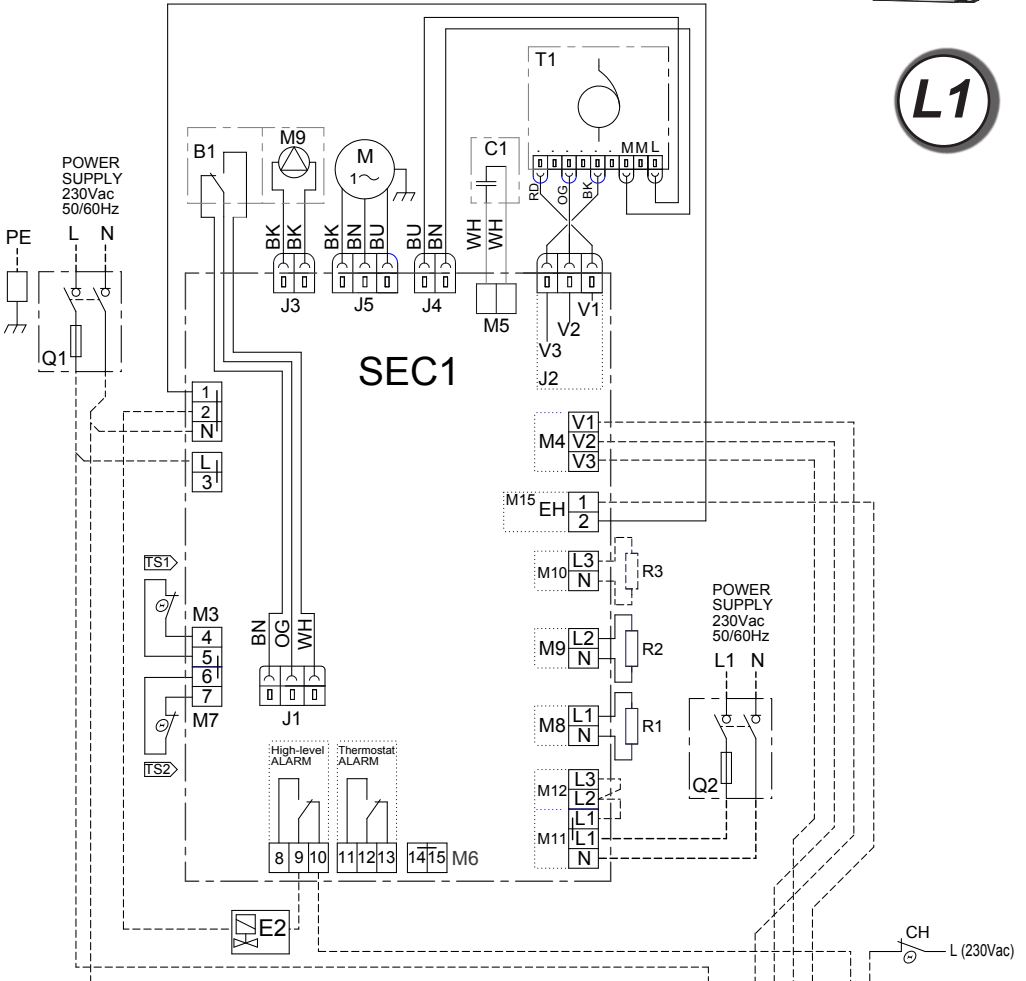 L1
T1
MML
RD
OG
BK
B1
M9
M
1~
C1
POWER
SUPPLY
230Vac
50/60Hz
L N
PE
Q1
BK
BK
BK
BN
BU
BU
BN
WH
WH
J3
J5
J4
M5
V1
V2
V3
J2
SEC1
1
2
N
L
3
M4
V1
V2
V3
M15
EH
1
2
M10
L3
N
R3
M9
L2
N
R2
M8
L1
N
R1
M12
L3
L2
M11
L1
L1
N
POWER
SUPPLY
230Vac
50/60Hz
L1 N
Q2
TS1
M3
4
5
6
7
M7
TS2
BN
OG
WH
J1
High-level
ALARM
Thermostat
ALARM
8 9 10
11 12 13
14 15 M6
E2
CH
L (230Vac)